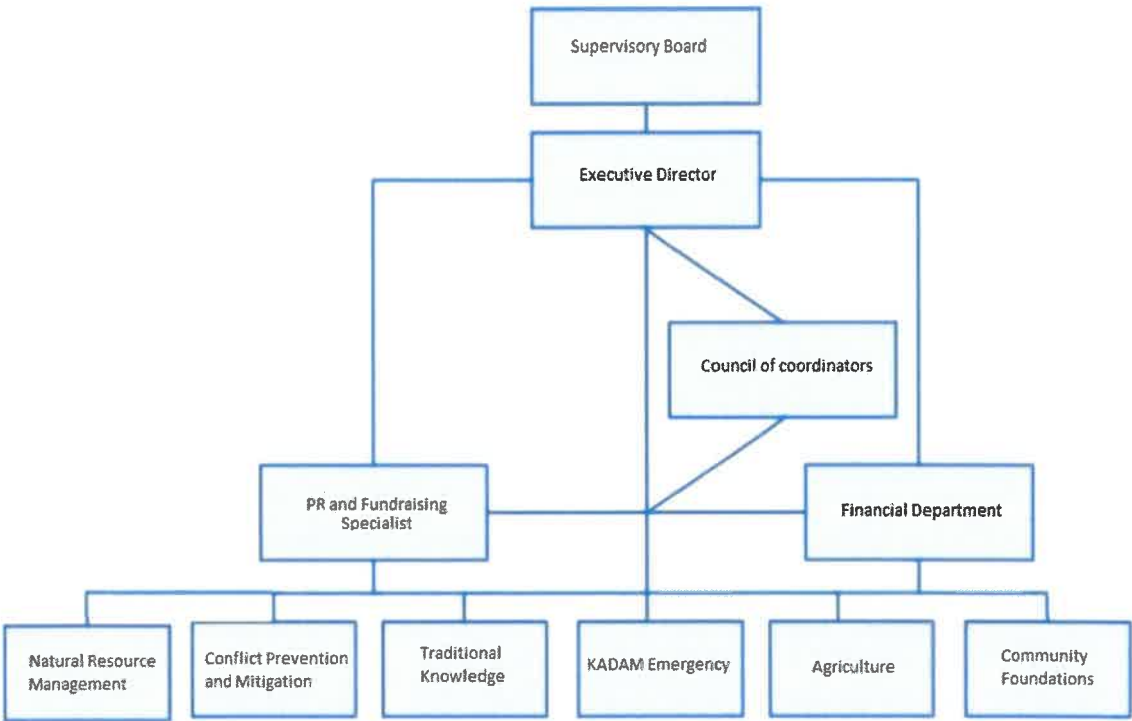 Supervisory Board
Executive Director
Council of coordinators
PR and Fundraising
Specialist
Financial Department
Natural Resource
Management
Conflict Prevention
and Mitigation
Traditional
Knowledge
KADAM Emergency
Agriculture
Community
Foundations